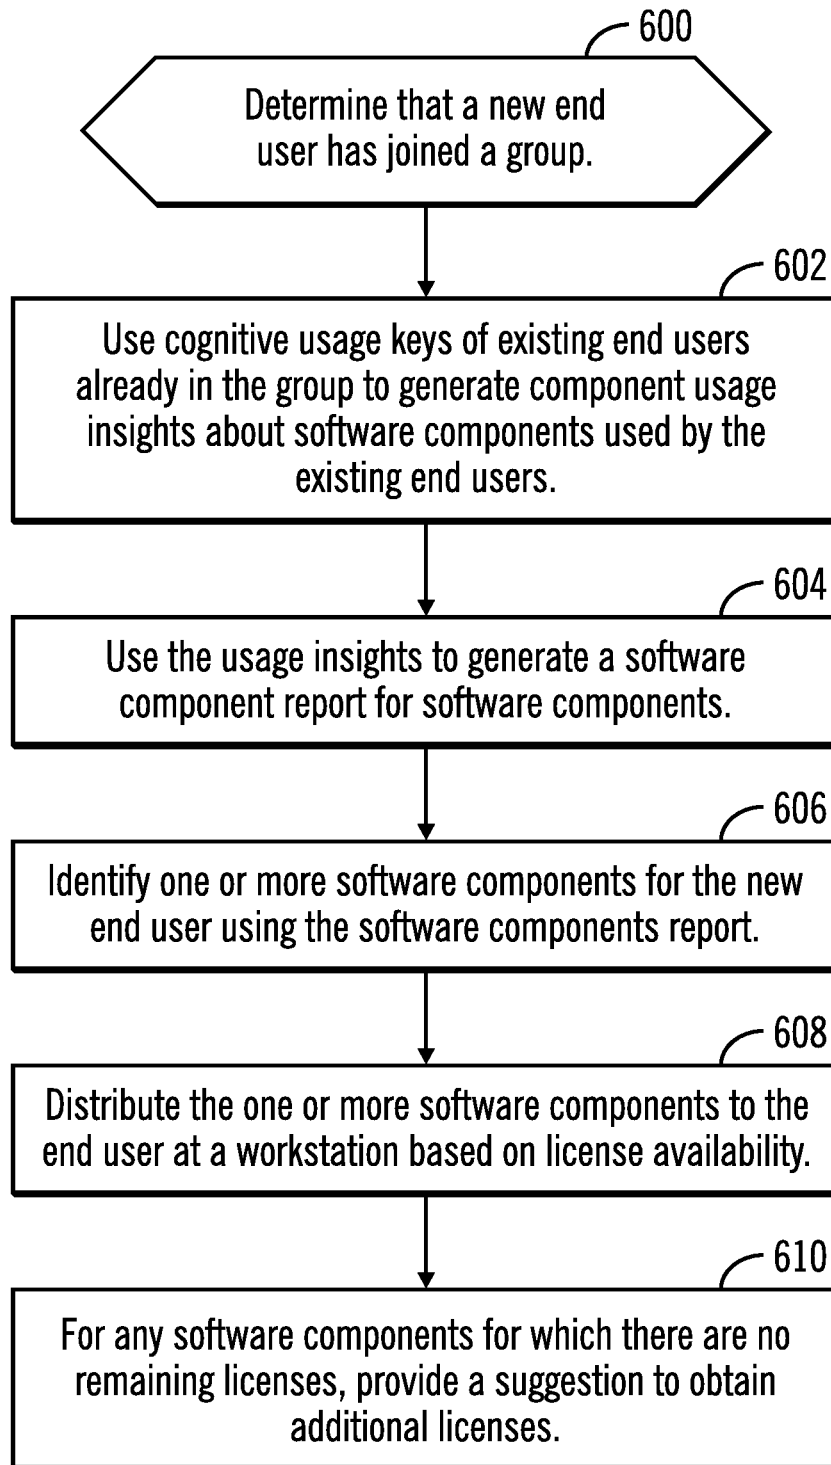 600
Determine that a new end
user has joined a group.
602
Use cognitive usage keys of existing end users
already in the group to generate component usage
insights about software components used by the
existing end users.
604
Use the usage insights to generate a software
component report for software components.
606
Identify one or more software components for the new
end user using the software components report.
608
Distribute the one or more software components to the
end user at a workstation based on license availability.
610
For any software components for which there are no
remaining licenses, provide a suggestion to obtain
additional licenses.